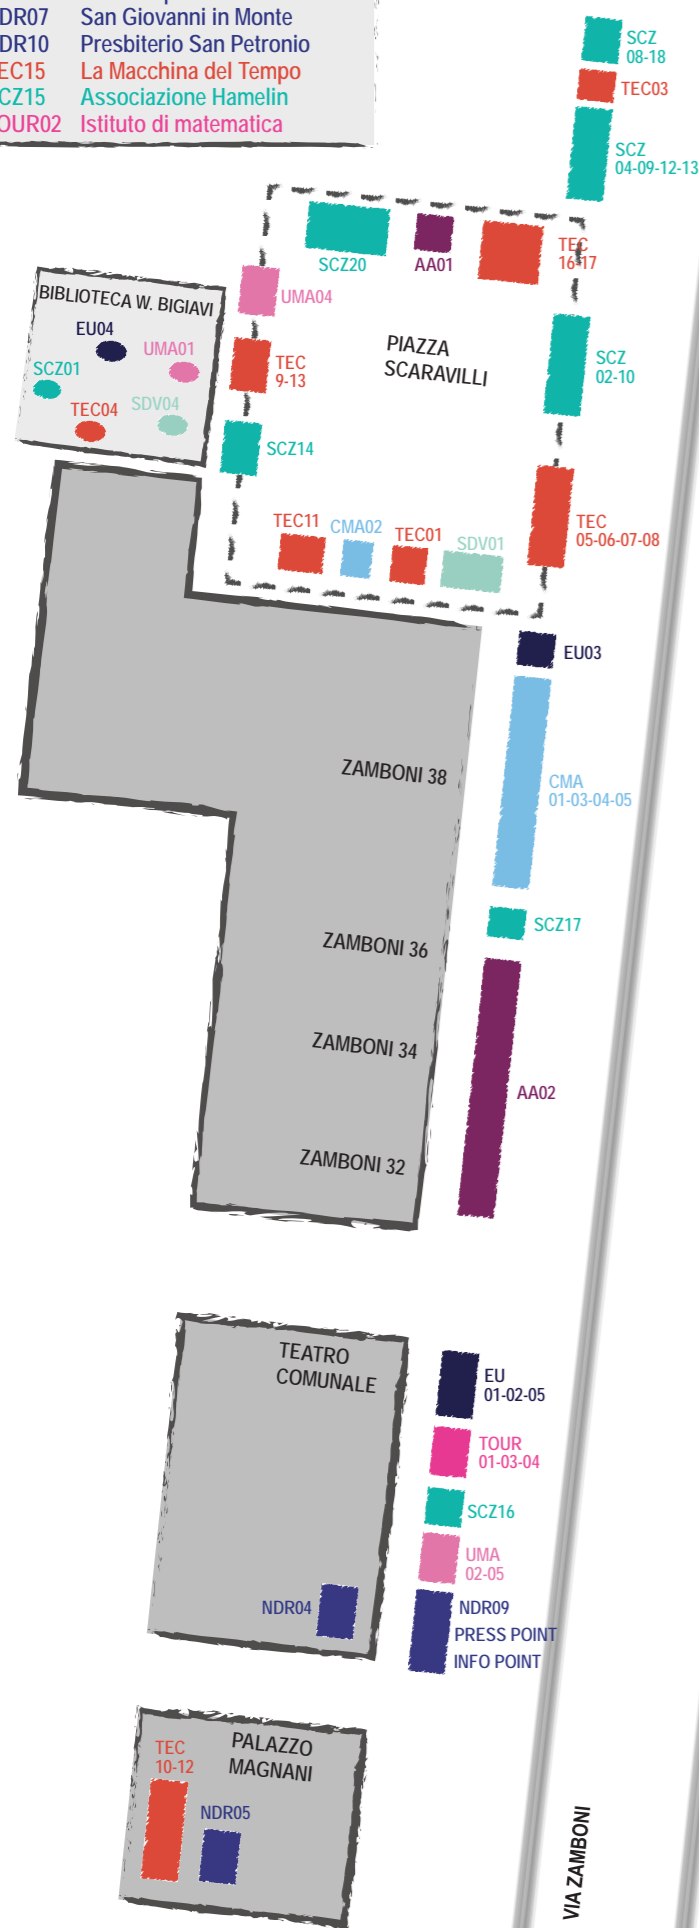 DR07 San Giovanni in Monte
DR10 Presbiterio San Petronio
EC15 La Macchina del Tempo
CZ15 Associazione Hamelin
OUR02 Istituto di matematica
SCZ
08-18
TEC03
SCZ
04-09-12-13
SCZ20
AA01
TEC
16-17
UMA04
PIAZZA
SCARAVILLI
BIBLIOTECA W. BIGIAVI
EU04
UMA01
SCZ01
TEC04
SDV04
TEC
9-13
SCZ
02-10
SCZ14
TEC11
CMA02
TEC01
SDV01
TEC
05-06-07-08
EU03
ZAMBONI 38
CMA
01-03-04-05
SCZ17
ZAMBONI 36
ZAMBONI 34
AA02
ZAMBONI 32
TEATRO
COMUNALE
EU
01-02-05
TOUR
01-03-04
SCZ16
UMA
02-05
NDR04
NDR09
PRESS POINT
INFO POINT
PALAZZO
MAGNANI
TEC
10-12
NDR05
VIA ZAMBONI